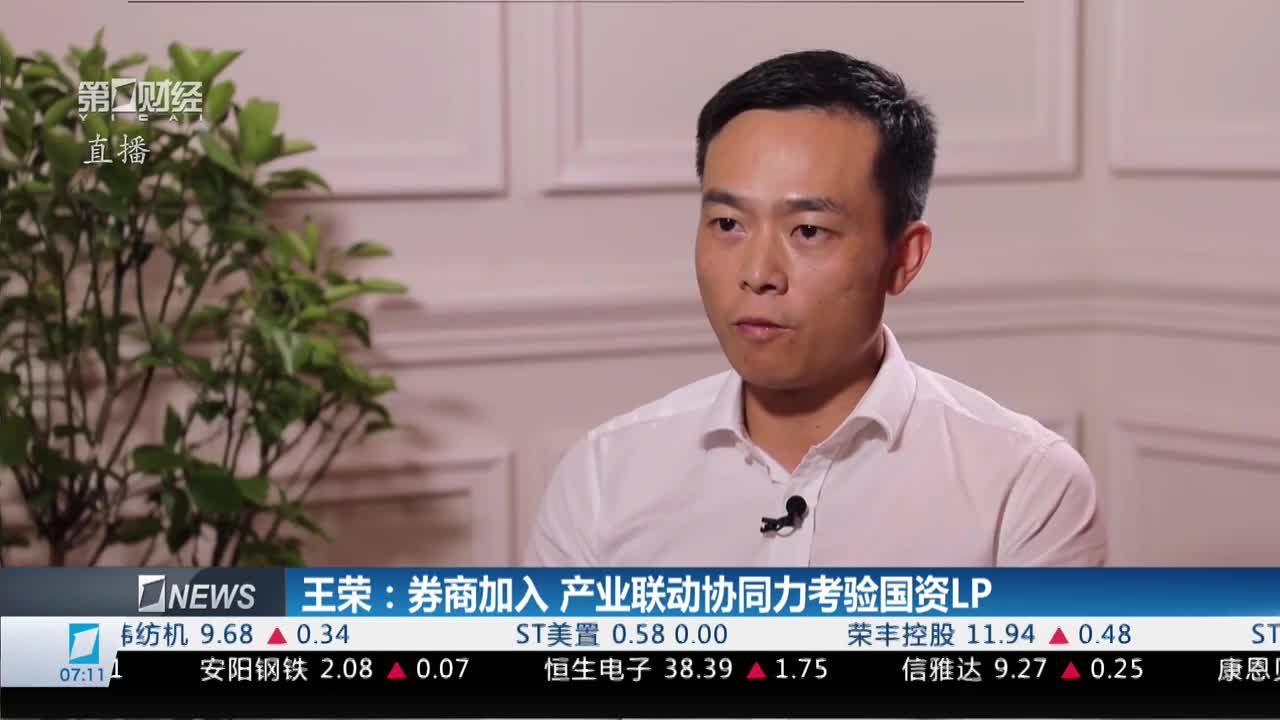 第一财经
YICAI
直播
NEWS
王荣：券商加入 产业联动协同力考验国资LP
纬纺机 9.68 ▲ 0.34 ST美置 0.58 0.00 荣丰控股 11.94 ▲ 0.48 ST
07:11
1 安阳钢铁 2.08 ▲ 0.07 恒生电子 38.39 ▲ 1.75 信雅达 9.27 ▲ 0.25 康恩贝